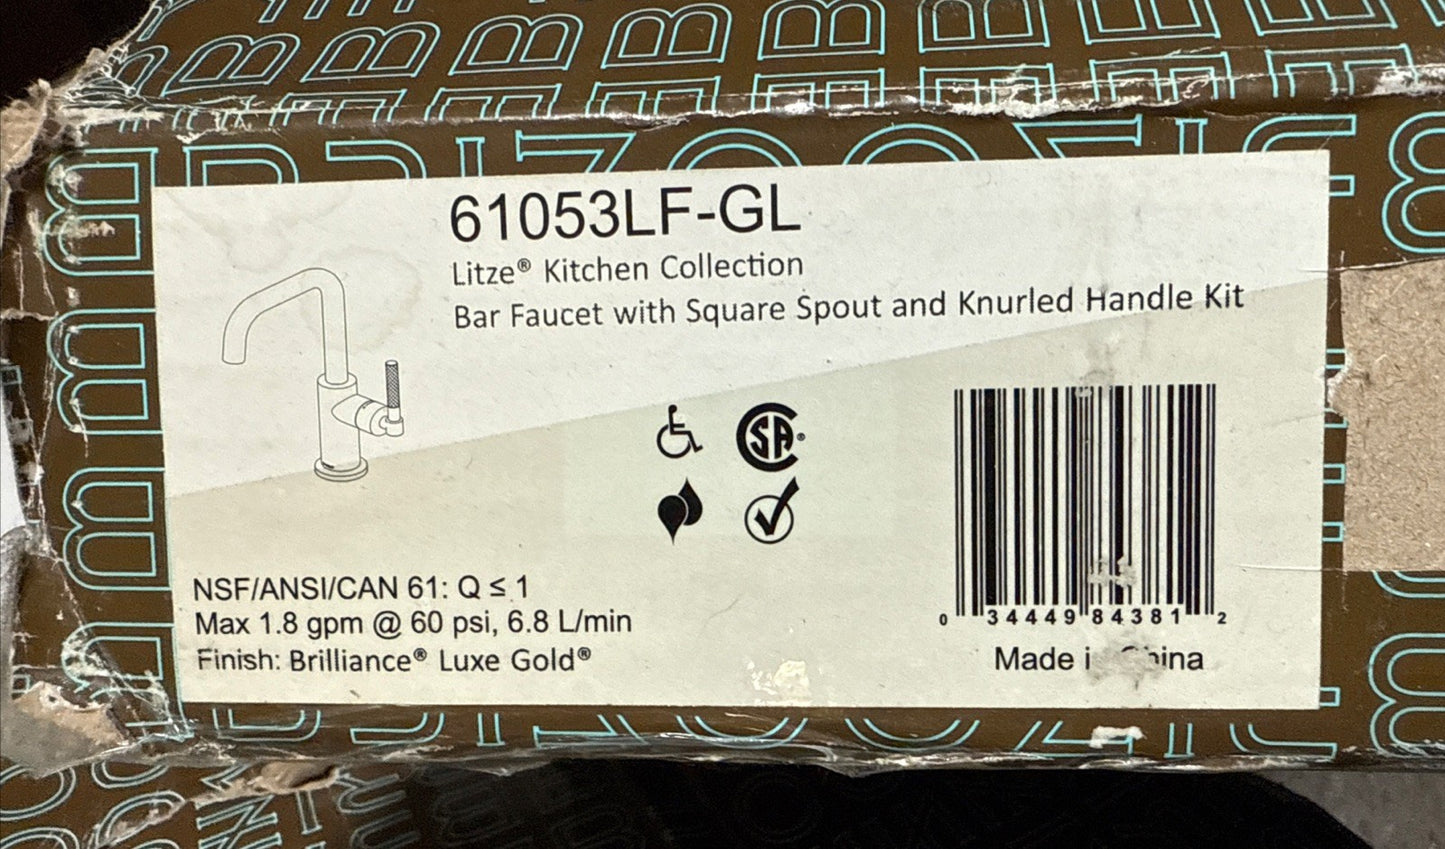 61053LF-GL
Litze® Kitchen Collection
Bar Faucet with Square Spout and Knurled Handle Kit
SA®
NSF/ANSI/CAN 61: Q ≤ 1
Max 1.8 gpm @ 60 psi, 6.8 L/min
Finish: Brilliance® Luxe Gold®
0 34449 84381 2
Made in China